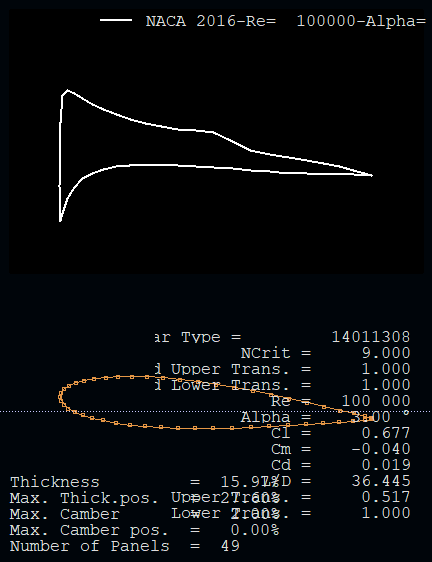 NACA 2016-Re=  100000-Alpha=
ar Type =  14011308
NCrit =  9.000
d Upper Trans. =  1.000
d Lower Trans. =  1.000
Re =  100 000
Alpha =  °
Cl =  0.677
Cm =  -0.040
Cd =  0.019
Thickness  =  15.97%
L/D =  36.445
Max. Thick.pos.  =  27.60%
Upper Trans. =  0.517
Max. Camber  =  2.00%
Lower Trans. =  1.000
Max. Camber pos.  =  0.00%
Number of Panels  =  49